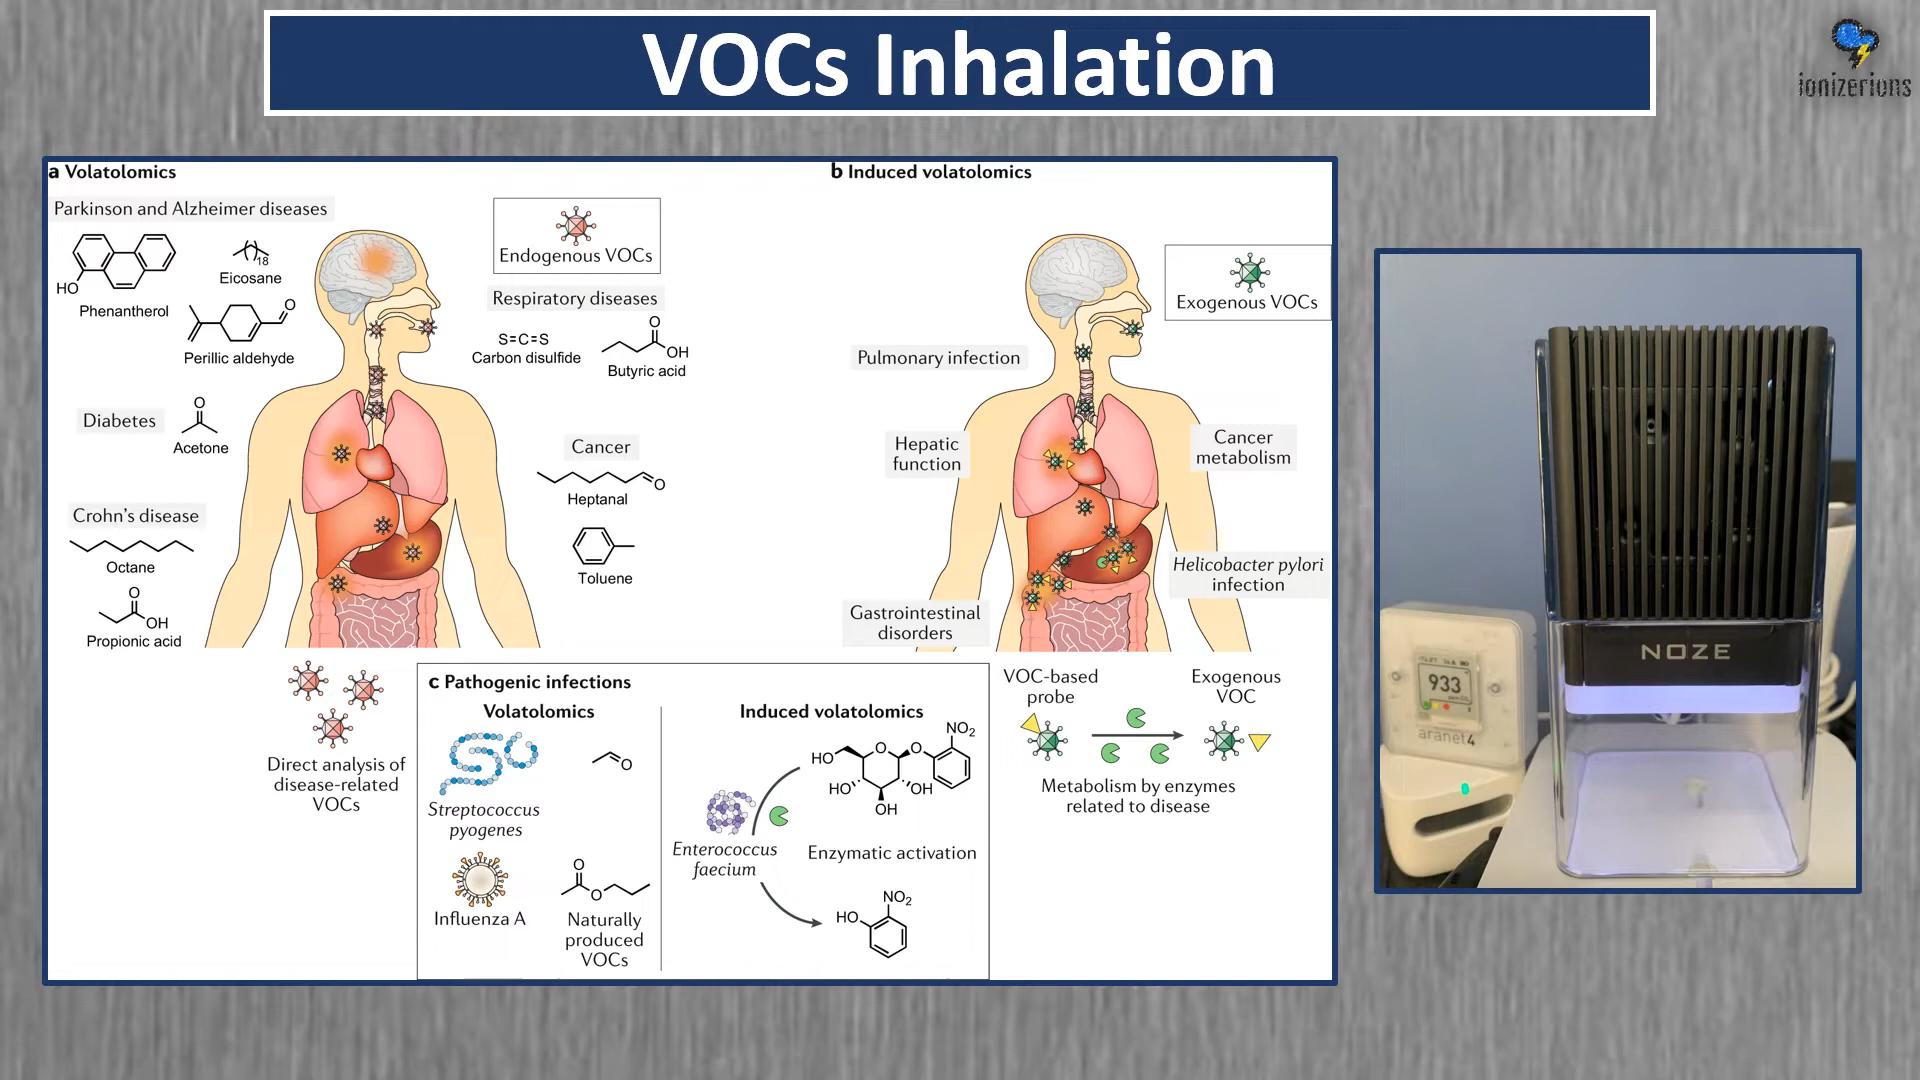 VOCs Inhalation
ionizerions
a Volatolomics
Parkinson and Alzheimer diseases
HO
Phenantherol
18
Eicosane
O
Perillic aldehyde
Endogenous VOCs
Respiratory diseases
S=C=S
Carbon disulfide
O
OH
Butyric acid
Diabetes
O
Acetone
Cancer
O
Heptanal
Toluene
Crohn's disease
Octane
O
OH
Propionic acid
Direct analysis of
disease-related
VOCs
b Induced volatolomics
Exogenous VOCs
Pulmonary infection
Hepatic
function
Cancer
metabolism
Helicobacter pylori
infection
Gastrointestinal
disorders
VOC-based
probe
Exogenous
VOC
Metabolism by enzymes
related to disease
c Pathogenic infections
Volatolomics
Streptococcus
pyogenes
O
Influenza A
O
O
Naturally
produced
VOCs
Induced volatolomics
NO2
HO
O
O
HO
OH
OH
Enterococcus
faecium
Enzymatic activation
NO2
HO
NOZE
933
aranet4